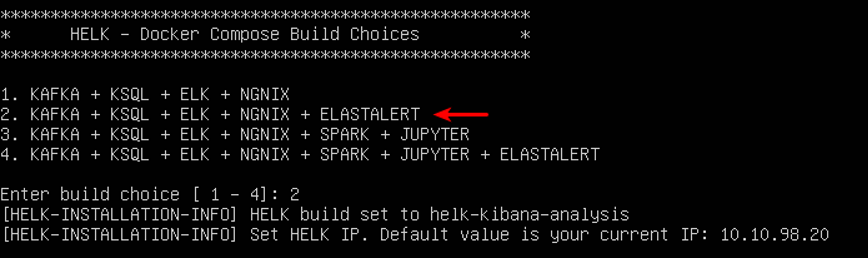 *****************************************************
* HELK - Docker Compose Build Choices *
*****************************************************
1. KAFKA + KSQL + ELK + NGNIX
2. KAFKA + KSQL + ELK + NGNIX + ELASTALERT
3. KAFKA + KSQL + ELK + NGNIX + SPARK + JUPYTER
4. KAFKA + KSQL + ELK + NGNIX + SPARK + JUPYTER + ELASTALERT
Enter build choice [ 1 - 4]: 2
[HELK-INSTALLATION-INFO] HELK build set to helk-kibana-analysis
[HELK-INSTALLATION-INFO] Set HELK IP. Default value is your current IP: 10.10.98.20